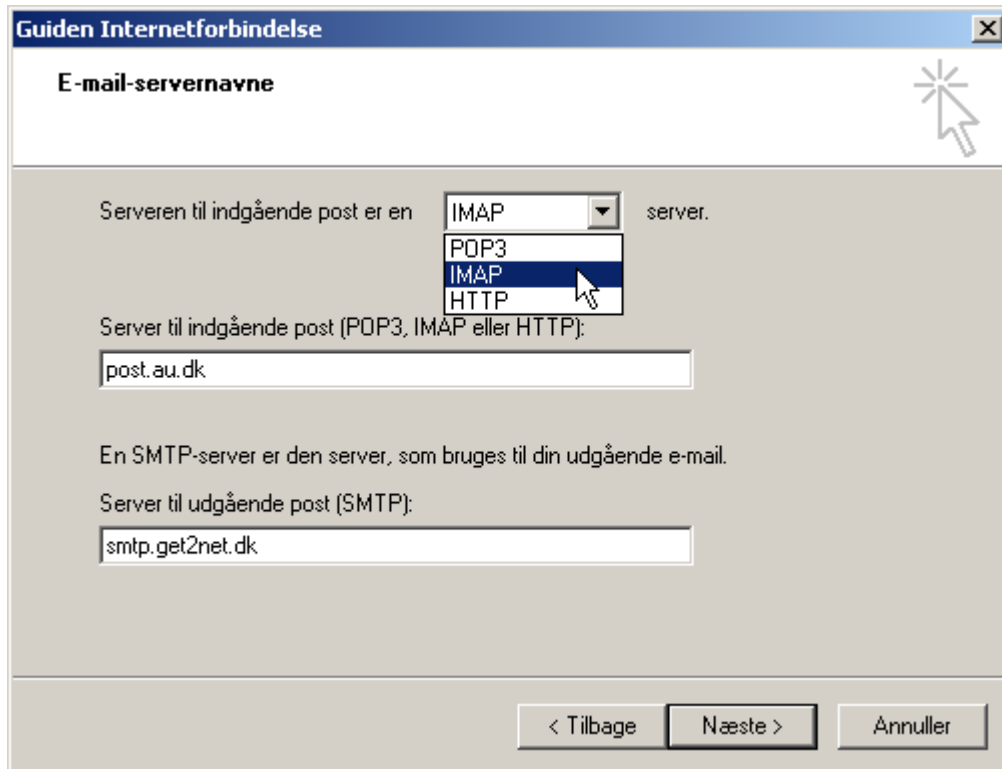 Guiden Internetforbindelse
E-mail-servernavne
Serveren til indgående post er en IMAP server.
POP3
IMAP
HTTP
Server til indgående post (POP3, IMAP eller HTTP):
post.au.dk
En SMTP-server er den server, som bruges til din udgående e-mail.
Server til udgående post (SMTP):
smtp.get2net.dk
< Tilbage Næste > Annuller